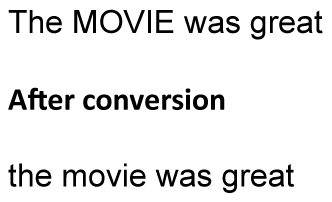 The MOVIE was great
After conversion
the movie was great